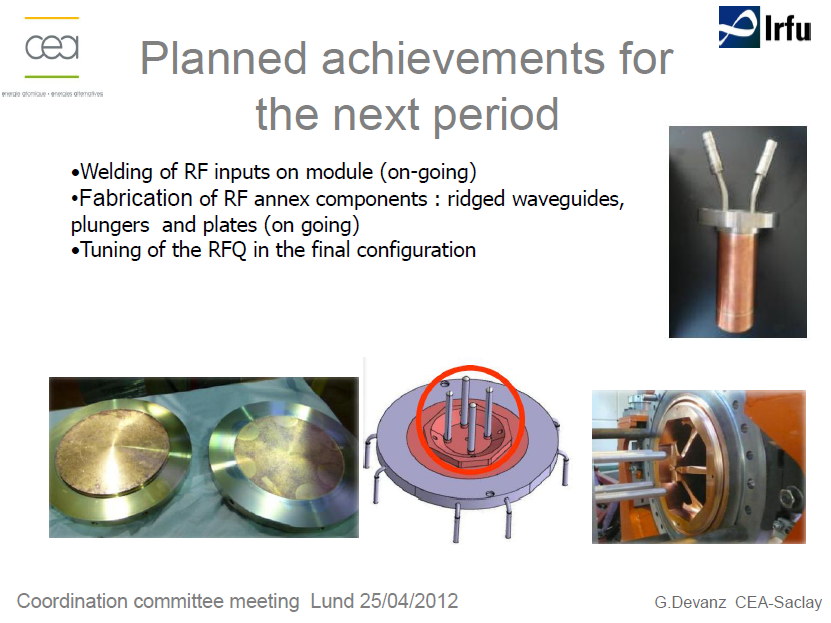 cea
énergie atomique • énergies alternatives
Irfu
Planned achievements for
the next period
•Welding of RF inputs on module (on-going)
•Fabrication of RF annex components : ridged waveguides,
plungers  and plates (on going)
•Tuning of the RFQ in the final configuration
Coordination committee meeting  Lund 25/04/2012
G.Devanz  CEA-Saclay